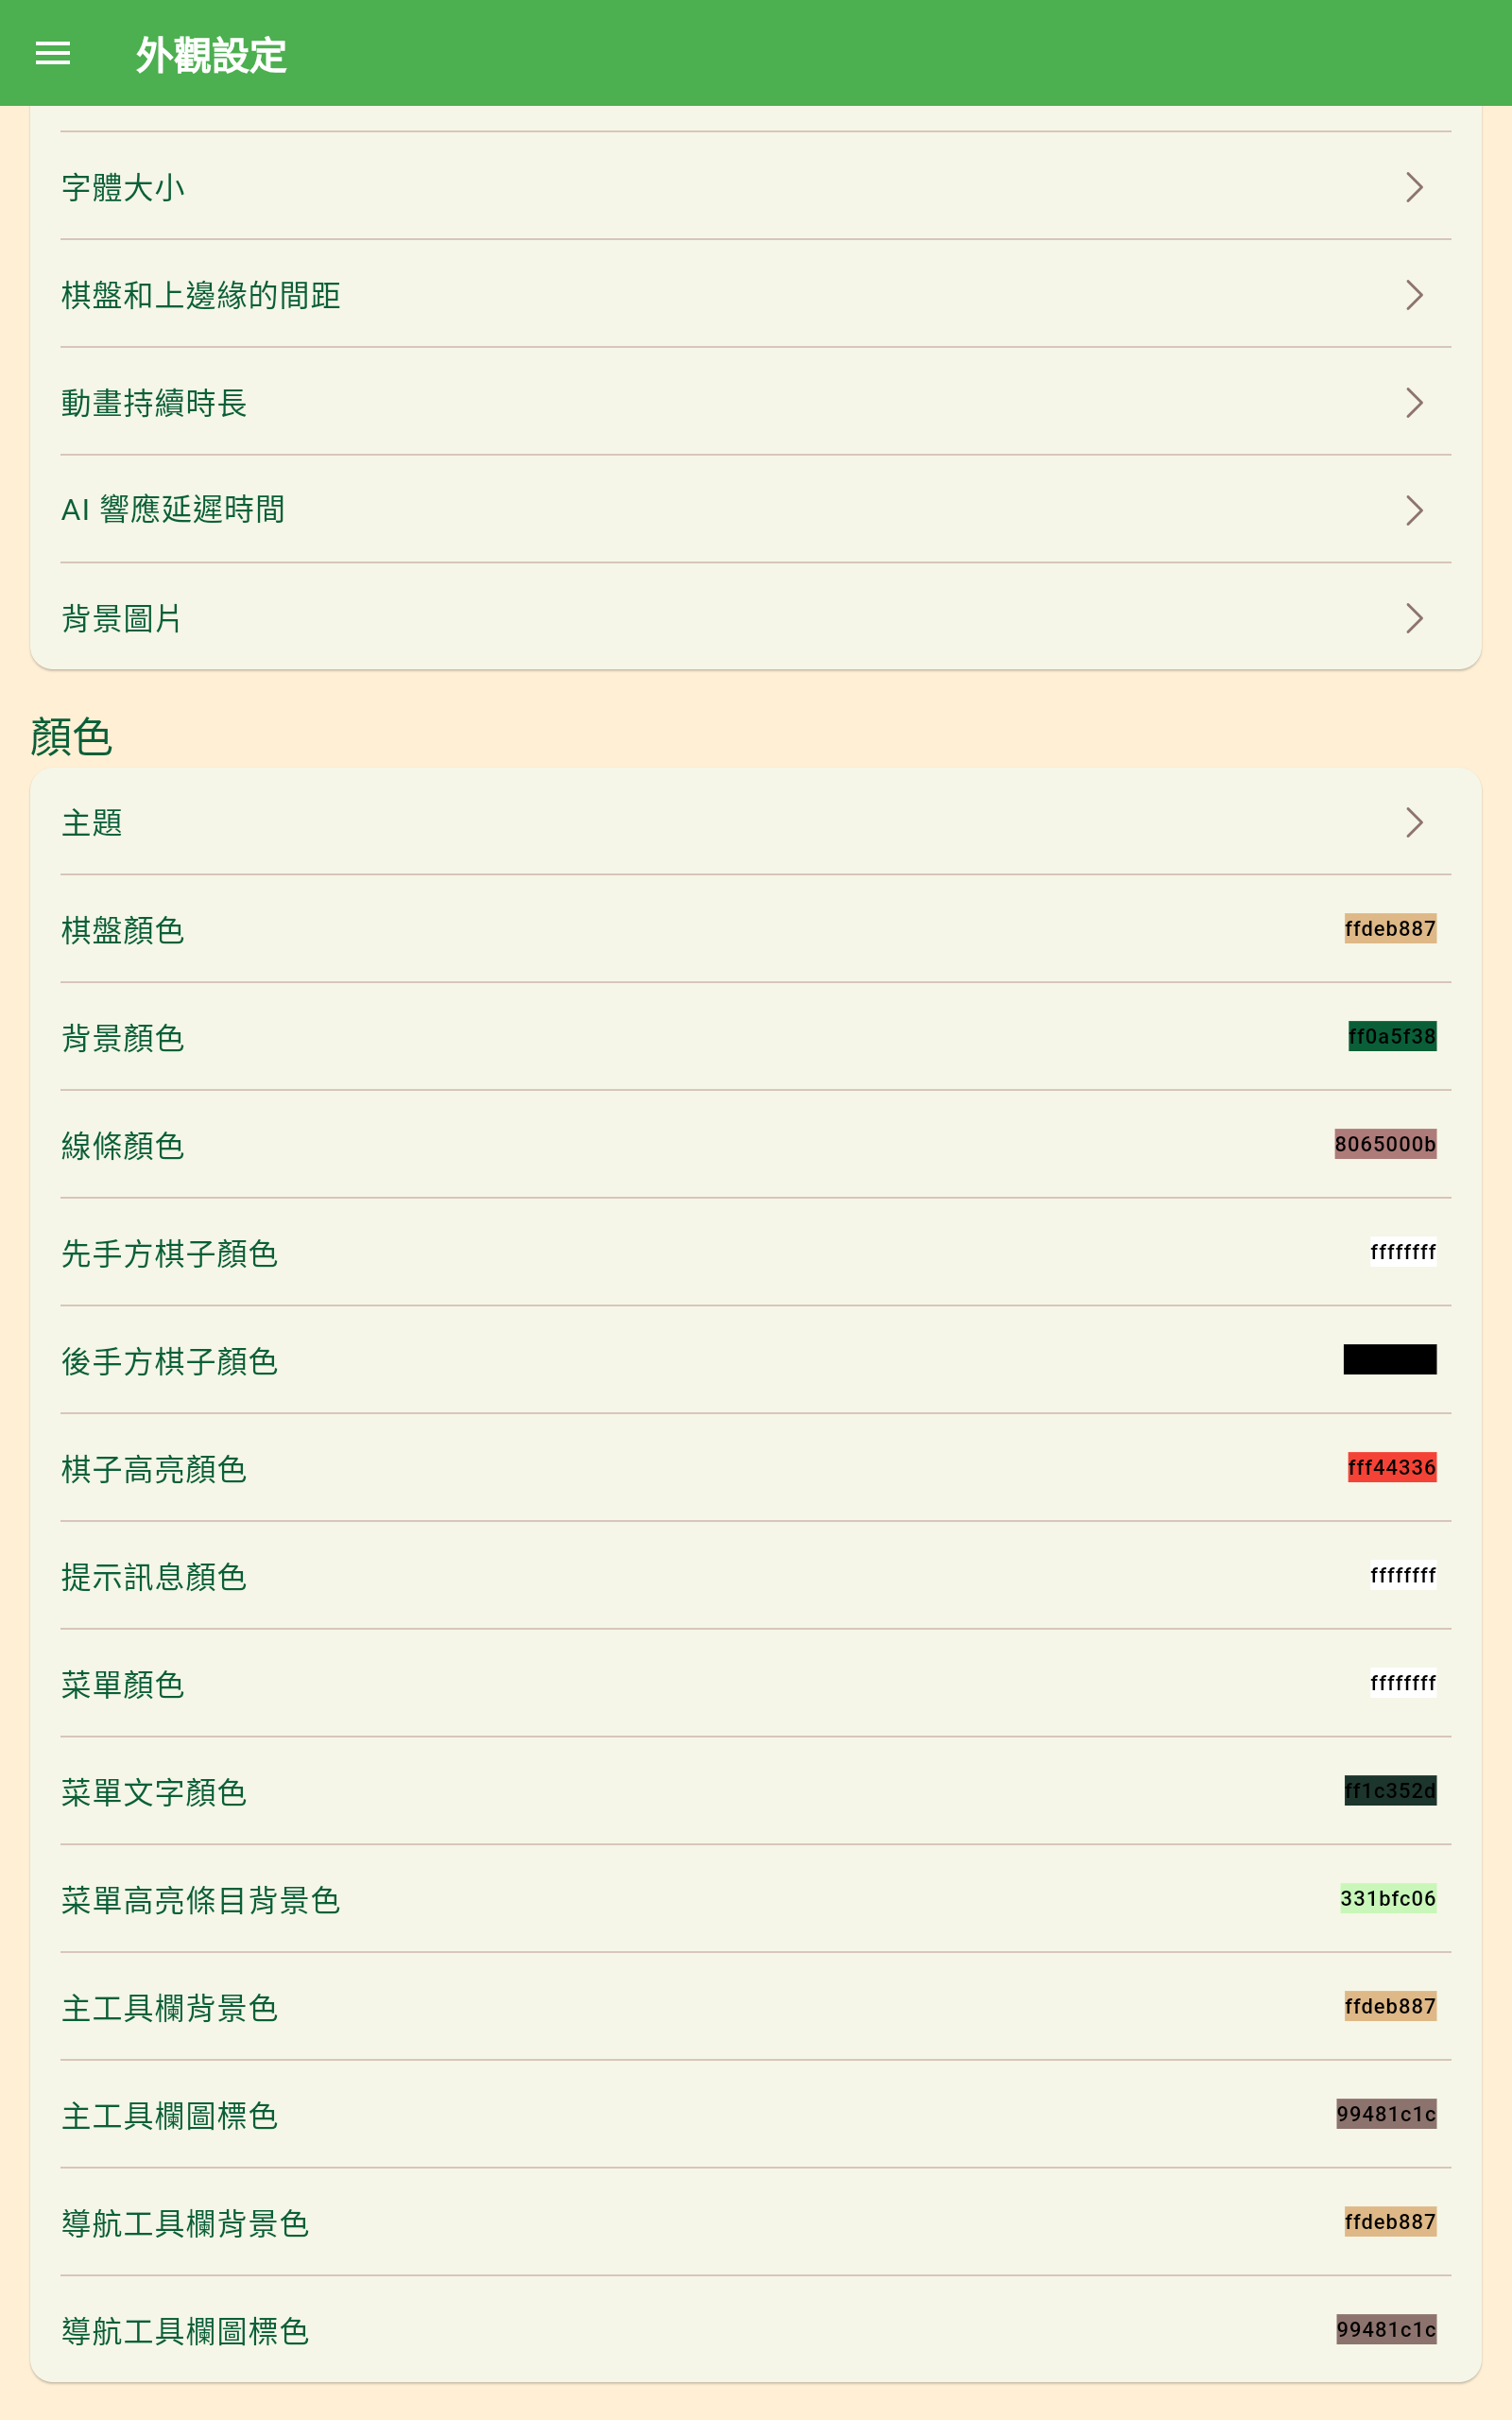 外觀設定
字體大小
棋盤和上邊緣的間距
動畫持續時長
AI 響應延遲時間
背景圖片
顏色
主題
棋盤顏色 ffdeb887
背景顏色 ff0a5f38
線條顏色 8065000b
先手方棋子顏色 ffffffff
後手方棋子顏色
棋子高亮顏色 fff44336
提示訊息顏色 ffffffff
菜單顏色 ffffffff
菜單文字顏色 ff1c352d
菜單高亮條目背景色 331bfc06
主工具欄背景色 ffdeb887
主工具欄圖標色 99481c1c
導航工具欄背景色 ffdeb887
導航工具欄圖標色 99481c1c